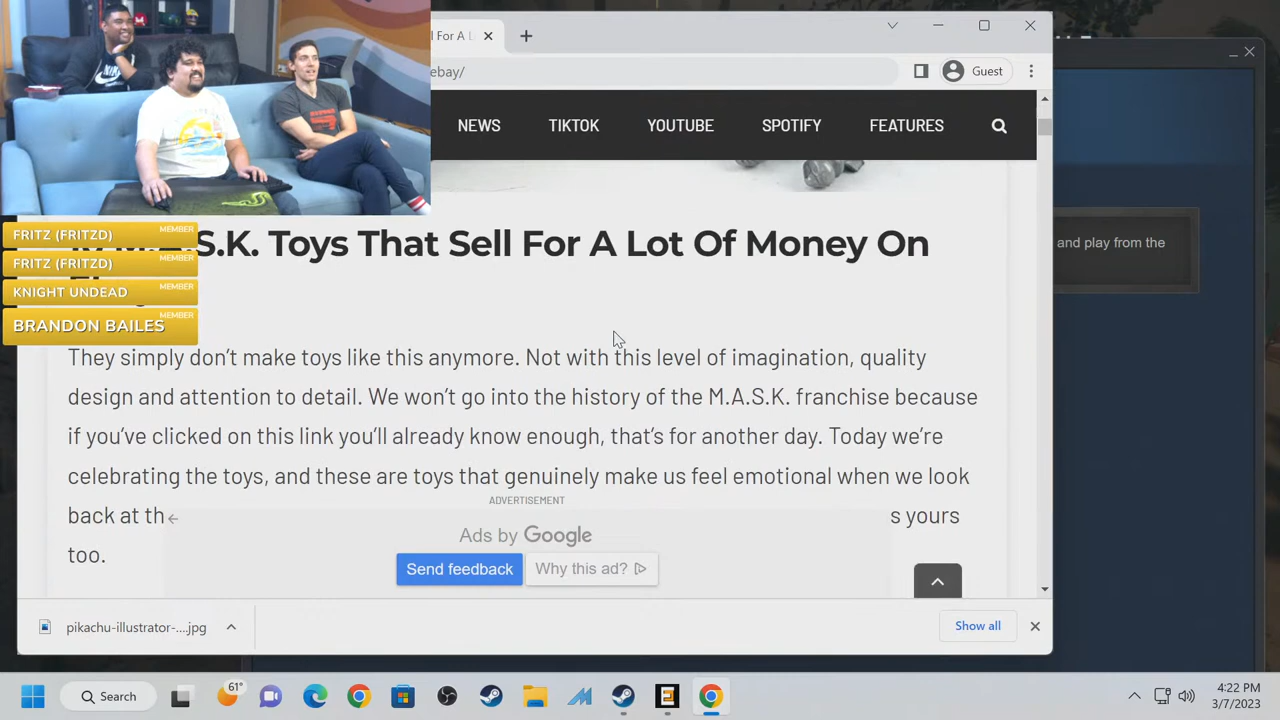 l For A L
ebay/
Guest
NEWS TIKTOK YOUTUBE SPOTIFY FEATURES
S.K. Toys That Sell For A Lot Of Money On
FRITZ (FRITZD) MEMBER
FRITZ (FRITZD) MEMBER
KNIGHT UNDEAD MEMBER
BRANDON BAILES MEMBER
and play from the
They simply don't make toys like this anymore. Not with this level of imagination, quality
design and attention to detail. We won't go into the history of the M.A.S.K. franchise because
if you've clicked on this link you'll already know enough, that's for another day. Today we're
celebrating the toys, and these are toys that genuinely make us feel emotional when we look
back at th s yours
too.
ADVERTISEMENT
Ads by Google
Send feedback Why this ad?
pikachu-illustrator-....jpg
Show all
61°
Search
4:22 PM
3/7/2023